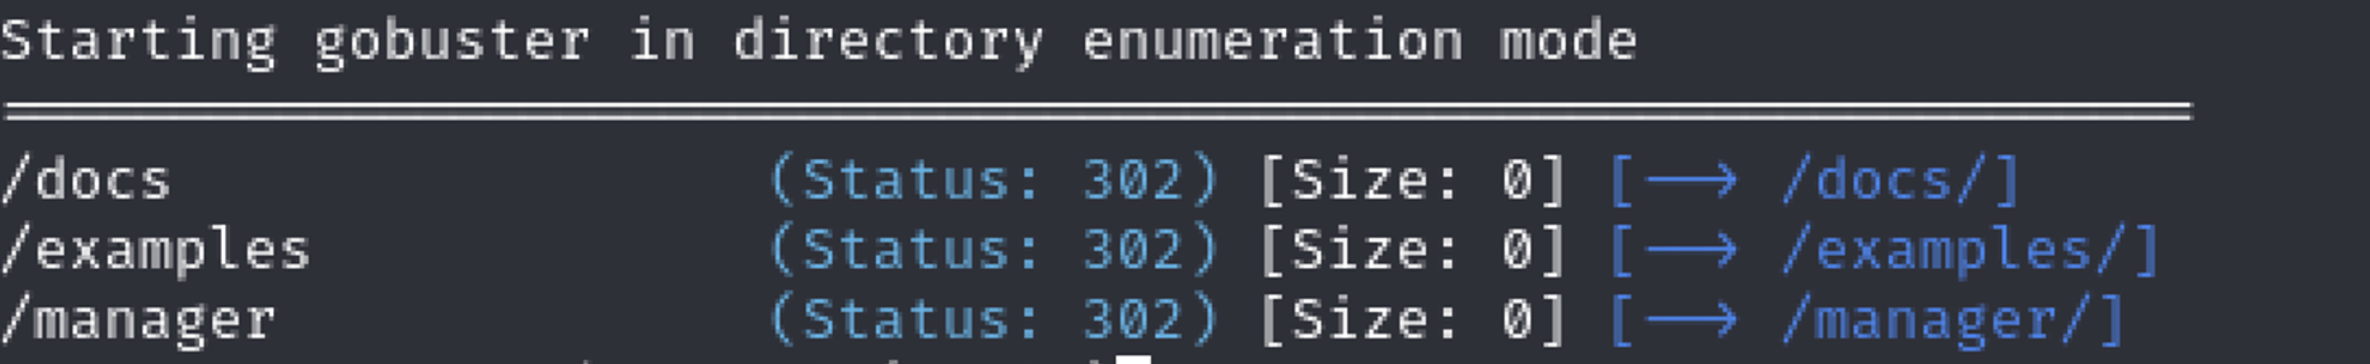 Starting gobuster in directory enumeration mode
/docs (Status: 302) [Size: 0] [⟶ /docs/]
/examples (Status: 302) [Size: 0] [⟶ /examples/]
/manager (Status: 302) [Size: 0] [⟶ /manager/]